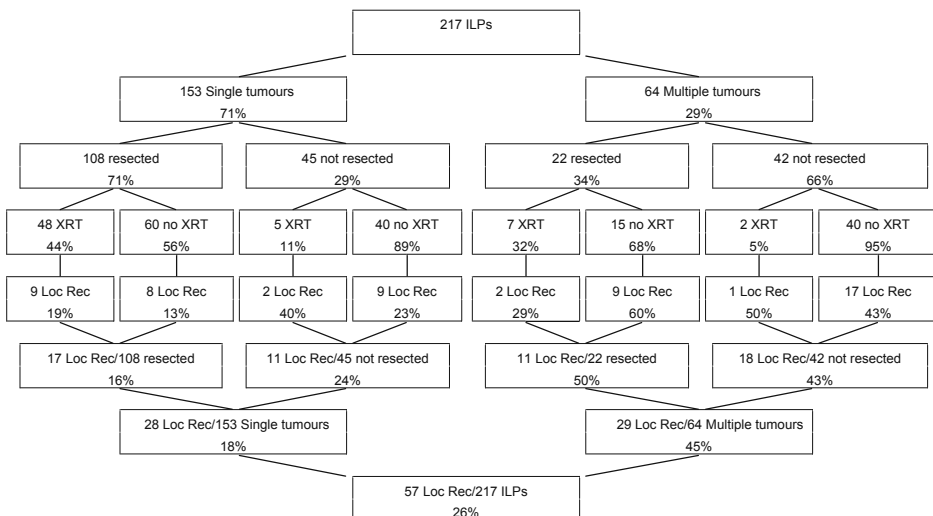 217 ILPs
153 Single tumours
71%
64 Multiple tumours
29%
108 resected
71%
45 not resected
29%
22 resected
34%
42 not resected
66%
48 XRT
44%
60 no XRT
56%
5 XRT
11%
40 no XRT
89%
7 XRT
32%
15 no XRT
68%
2 XRT
5%
40 no XRT
95%
9 Loc Rec
19%
8 Loc Rec
13%
2 Loc Rec
40%
9 Loc Rec
23%
2 Loc Rec
29%
9 Loc Rec
60%
1 Loc Rec
50%
17 Loc Rec
43%
17 Loc Rec/108 resected
16%
11 Loc Rec/45 not resected
24%
11 Loc Rec/22 resected
50%
18 Loc Rec/42 not resected
43%
28 Loc Rec/153 Single tumours
18%
29 Loc Rec/64 Multiple tumours
45%
57 Loc Rec/217 ILPs
26%